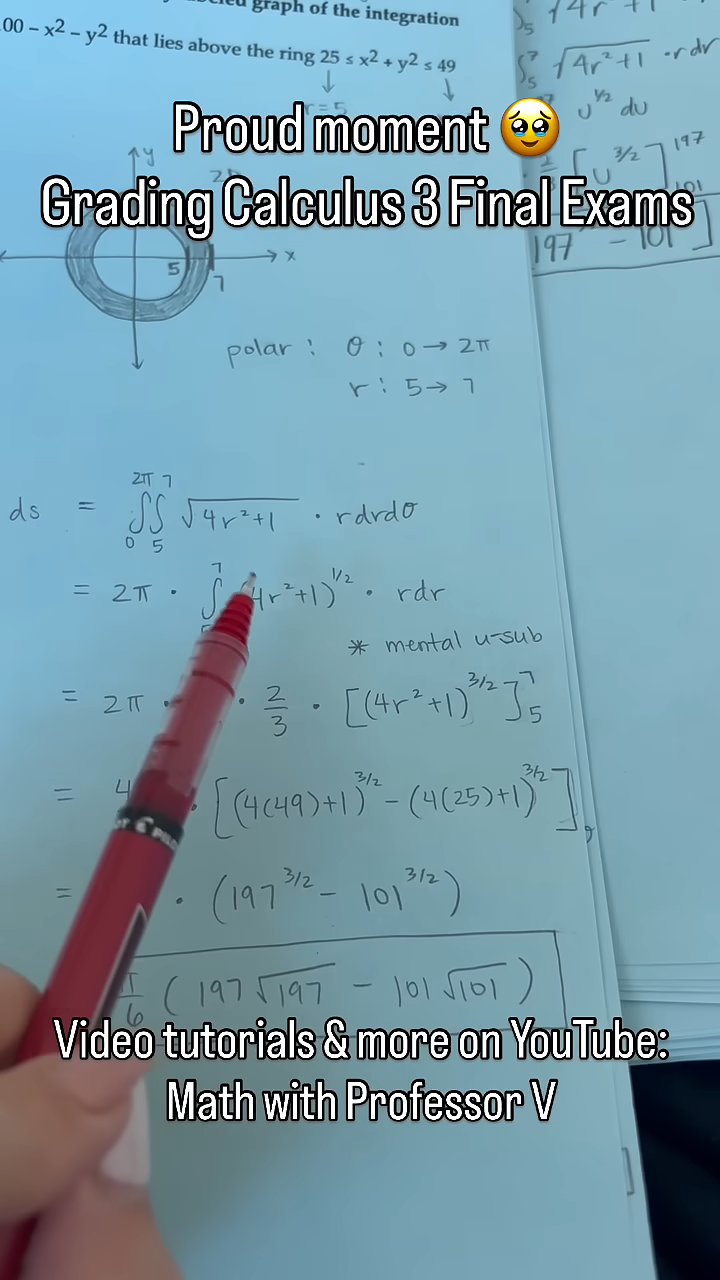 graph of the integration
00 – x2 – y2 that lies above the ring 25 ≤ x2 + y2 ≤ 49
r=5
Proud moment 🥹
Grading Calculus 3 Final Exams
y
x
5
7
polar : θ : 0 → 2π
r : 5 → 7
ds = ∫₀^2π ∫₅^7 √(4r²+1) · rdrdθ
= 2π · ∫^7 4r²+1)^1/2 · rdr
* mental u-sub
= 2π · 2/3 · [(4r²+1)^3/2]₅^7
= 4 · [(4(49)+1)^3/2 – (4(25)+1)^3/2]
= · (197^3/2 – 101^3/2)
π/6 (197√197 – 101√101)
√4r²+1
∫₅^7 √4r²+1 · rdr
u^1/2 du
[u^3/2]₁₀₁^197
197 – 101]
Video tutorials & more on YouTube:
Math with Professor V